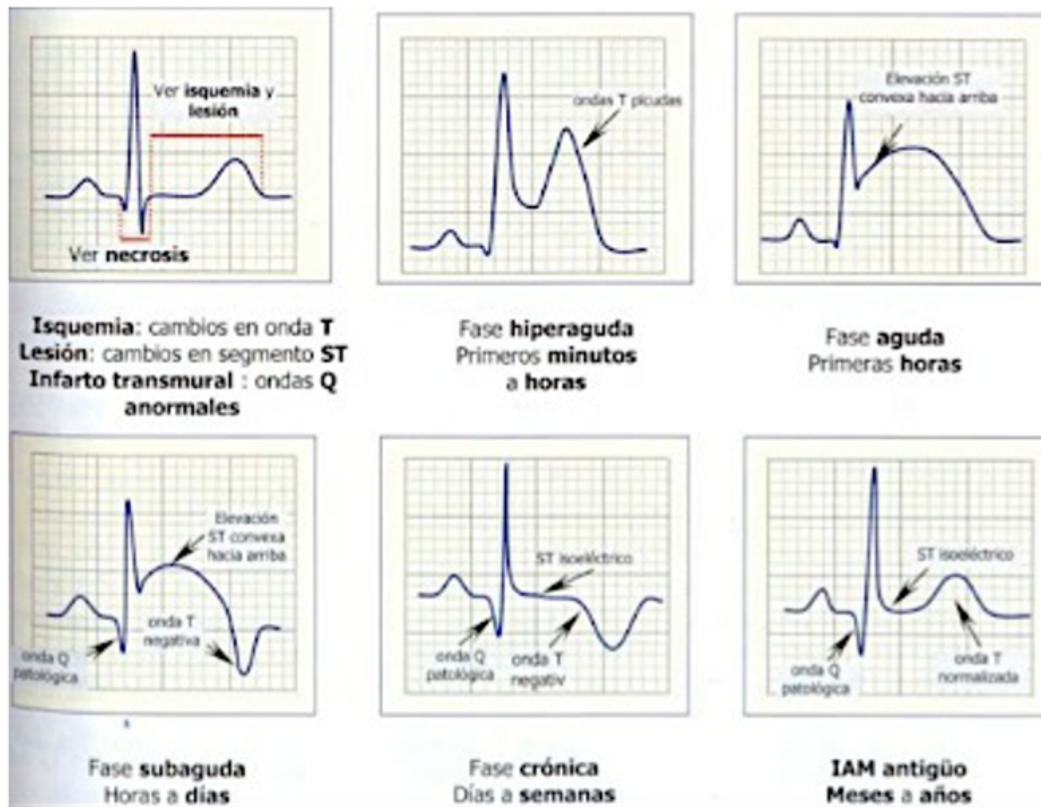 Ver isquemia y
lesión
Ver necrosis
Isquemia: cambios en onda T
Lesión: cambios en segmento ST
Infarto transmural : ondas Q
anormales
ondas T picudas
Fase hiperaguda
Primeros minutos
a horas
Elevación ST
convexa hacia arriba
Fase aguda
Primeras horas
Elevación
ST convexa
hacia arriba
onda T
negativa
onda Q
patológica
Fase subaguda
Horas a días
ST isoeléctrico
onda Q
patológica
onda T
negativ
Fase crónica
Días a semanas
ST isoeléctrico
onda Q
patológica
onda T
normalizada
IAM antigüo
Meses a años